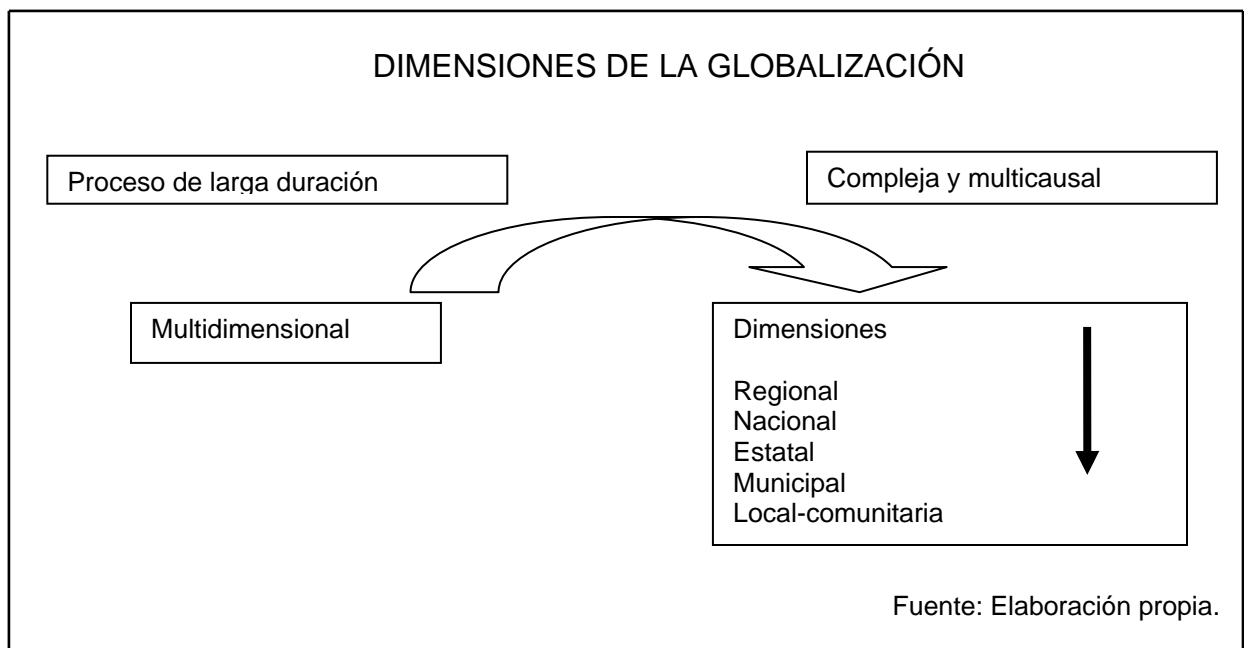 DIMENSIONES DE LA GLOBALIZACIÓN
Proceso de larga duración
Compleja y multicausal
Multidimensional
Dimensiones
Regional
Nacional
Estatal
Municipal
Local-comunitaria
Fuente: Elaboración propia.